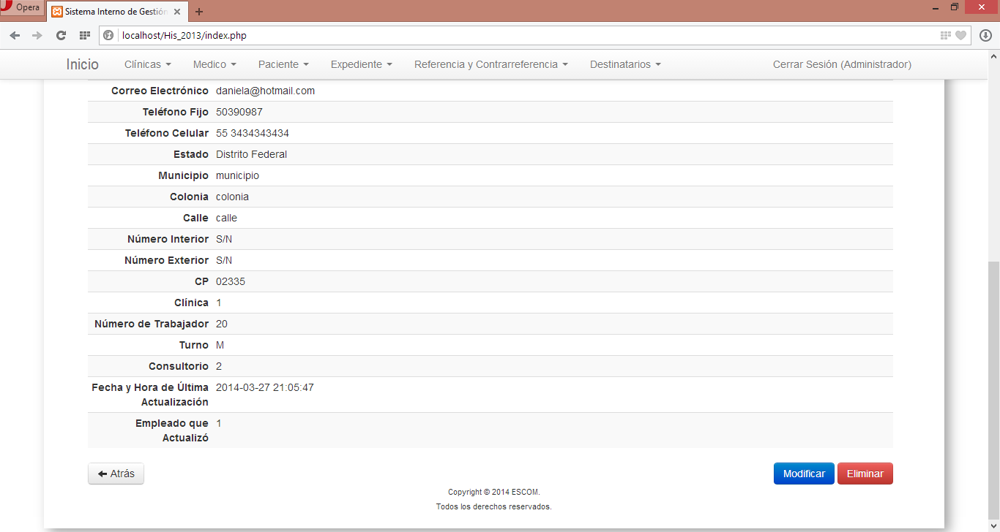 Opera
Sistema Interno de Gestión
localhost/His_2013/index.php
Inicio Clínicas Medico Paciente Expediente Referencia y Contrarreferencia Destinatarios Cerrar Sesión (Administrador)
Correo Electrónico daniela@hotmail.com
Teléfono Fijo 50390987
Teléfono Celular 55 3434343434
Estado Distrito Federal
Municipio municipio
Colonia colonia
Calle calle
Número Interior S/N
Número Exterior S/N
CP 02335
Clínica 1
Número de Trabajador 20
Turno M
Consultorio 2
Fecha y Hora de Última 2014-03-27 21:05:47
Actualización
Empleado que 1
Actualizó
Atrás Modificar Eliminar
Copyright © 2014 ESCOM.
Todos los derechos reservados.